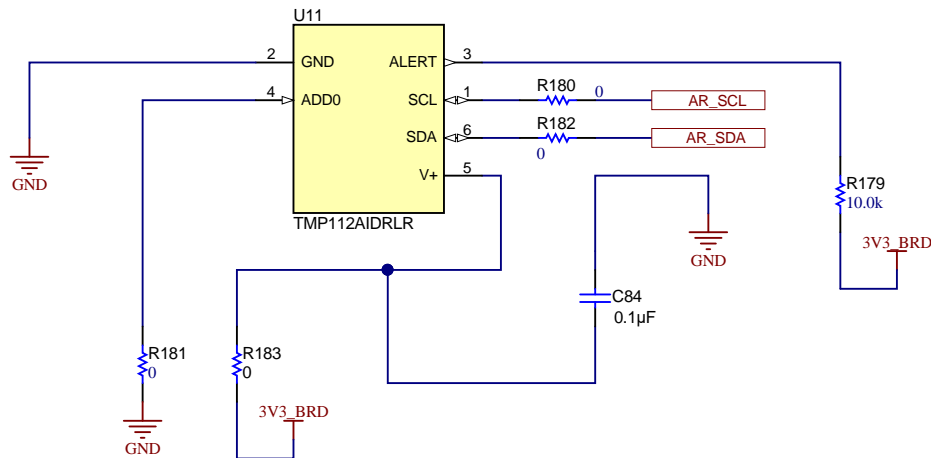 U11
2 GND ALERT 3
4 ADD0 SCL 1 R180 0 AR_SCL
SDA 6 R182 0 AR_SDA
V+ 5
TMP112AIDRLR
GND
R179
10.0k
3V3_BRD
GND
C84
0.1µF
R181
0
R183
0
3V3_BRD
GND